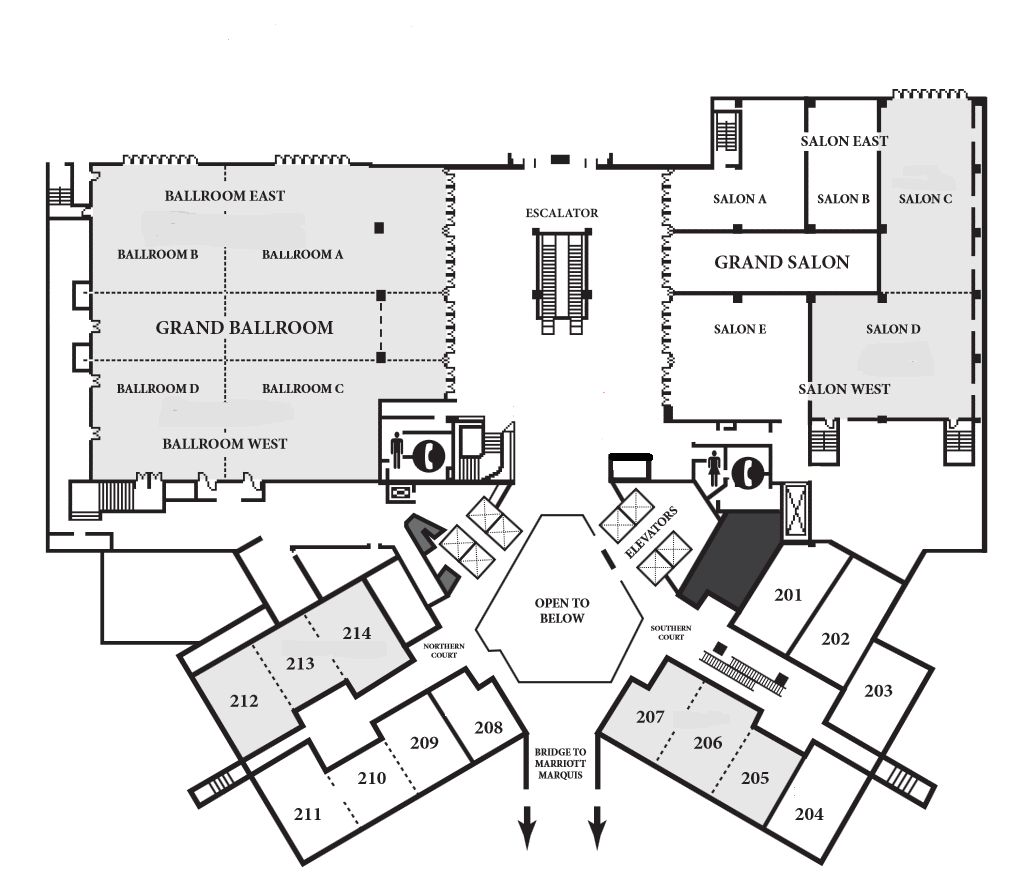 SALON EAST
BALLROOM EAST
SALON A
SALON B
SALON C
ESCALATOR
BALLROOM B
BALLROOM A
GRAND SALON
GRAND BALLROOM
SALON E
SALON D
BALLROOM D
BALLROOM C
SALON WEST
BALLROOM WEST
ELEVATORS
201
OPEN TO
BELOW
214
202
SOUTHERN
COURT
NORTHERN
COURT
213
203
212
207
208
209
206
BRIDGE TO
MARRIOTT
MARQUIS
210
205
211
204